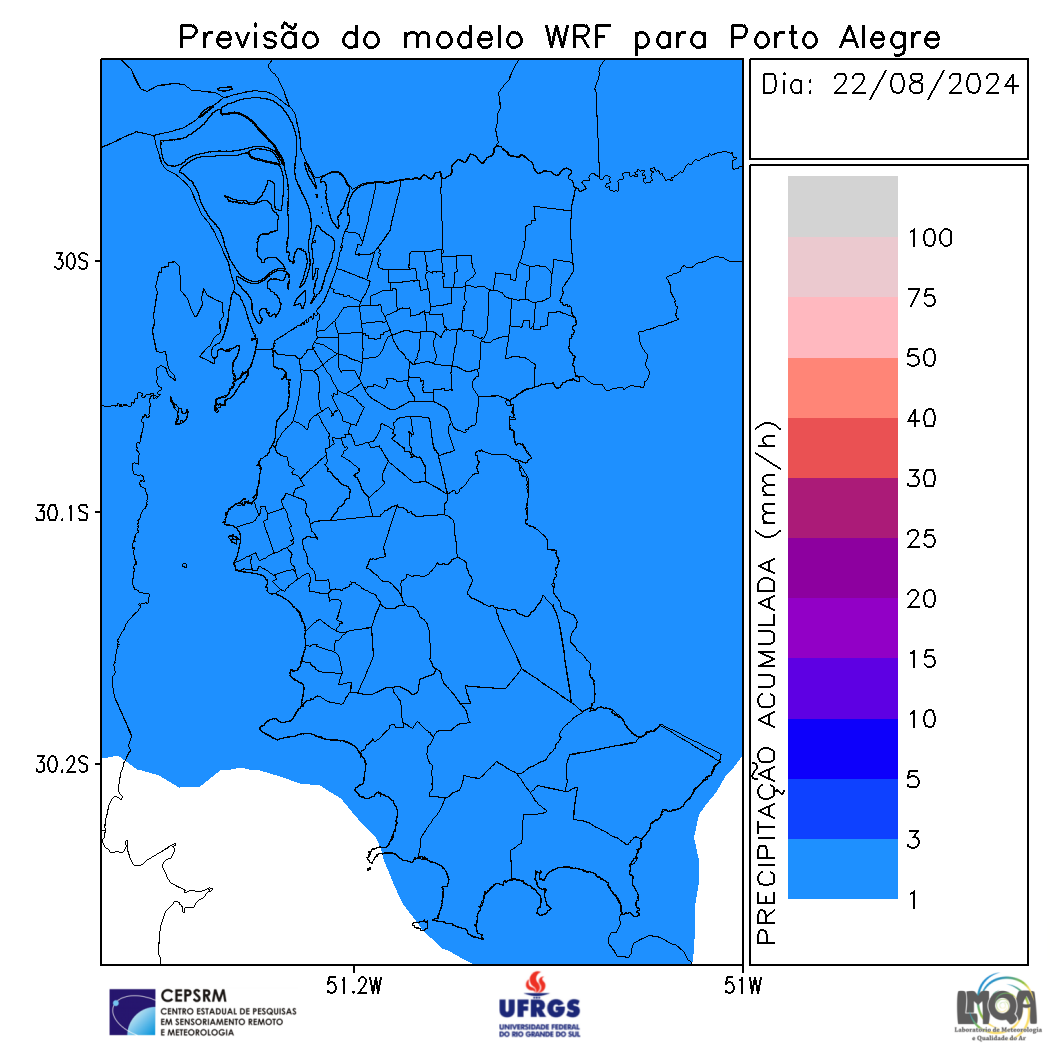 Previsão do modelo WRF para Porto Alegre
Dia: 22/08/2024
30S
30.1S
30.2S
51.2W
51W
PRECIPITAÇÃO ACUMULADA (mm/h)
100
75
50
40
30
25
20
15
10
5
3
1
CEPSRM
CENTRO ESTADUAL DE PESQUISAS
EM SENSORIAMENTO REMOTO
E METEOROLOGIA
UFRGS
UNIVERSIDADE FEDERAL
DO RIO GRANDE DO SUL
LMQA
Laboratório de Meteorologia
e Qualidade do Ar